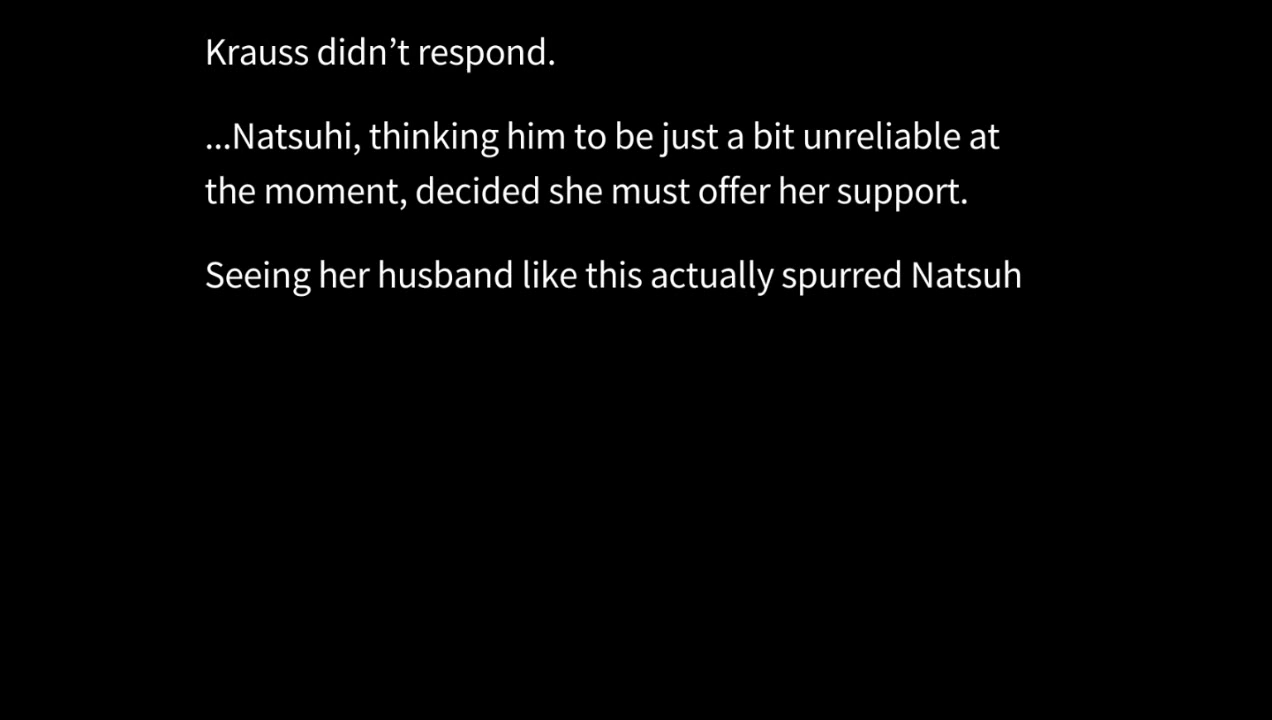 Krauss didn’t respond.
...Natsuhi, thinking him to be just a bit unreliable at
the moment, decided she must offer her support.
Seeing her husband like this actually spurred Natsuh